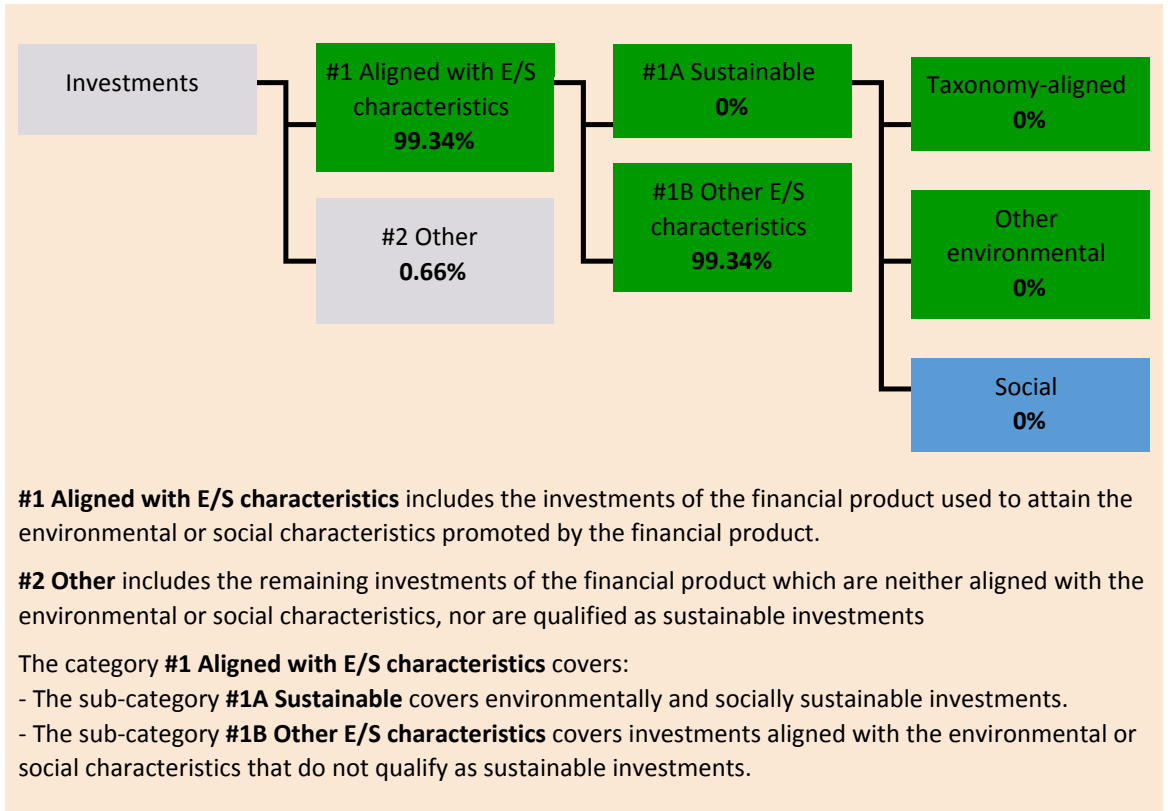 Investments
#1 Aligned with E/S
characteristics
99.34%
#2 Other
0.66%
#1A Sustainable
0%
#1B Other E/S
characteristics
99.34%
Taxonomy-aligned
0%
Other
environmental
0%
Social
0%
#1 Aligned with E/S characteristics includes the investments of the financial product used to attain the
environmental or social characteristics promoted by the financial product.
#2 Other includes the remaining investments of the financial product which are neither aligned with the
environmental or social characteristics, nor are qualified as sustainable investments
The category #1 Aligned with E/S characteristics covers:
- The sub-category #1A Sustainable covers environmentally and socially sustainable investments.
- The sub-category #1B Other E/S characteristics covers investments aligned with the environmental or
social characteristics that do not qualify as sustainable investments.